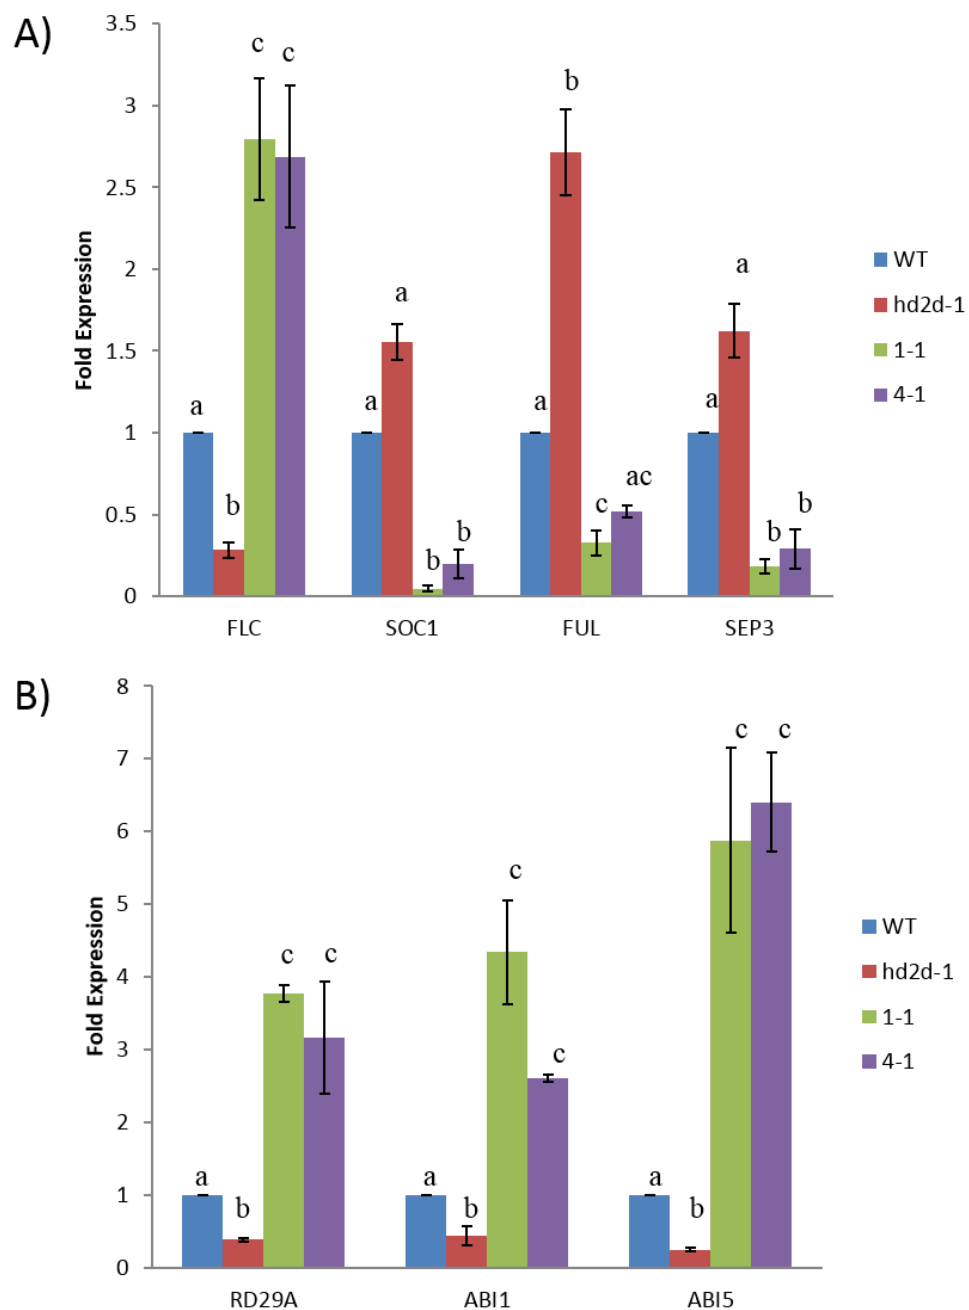 A)
3.5
3
2.5
2
1.5
1
0.5
0
Fold Expression
a b c c
a a b b
a b c ac
a a b b
FLC SOC1 FUL SEP3
WT
hd2d-1
1-1
4-1
B)
8
7
6
5
4
3
2
1
0
Fold Expression
a b c c
a b c c
a b c c
RD29A ABI1 ABI5
WT
hd2d-1
1-1
4-1